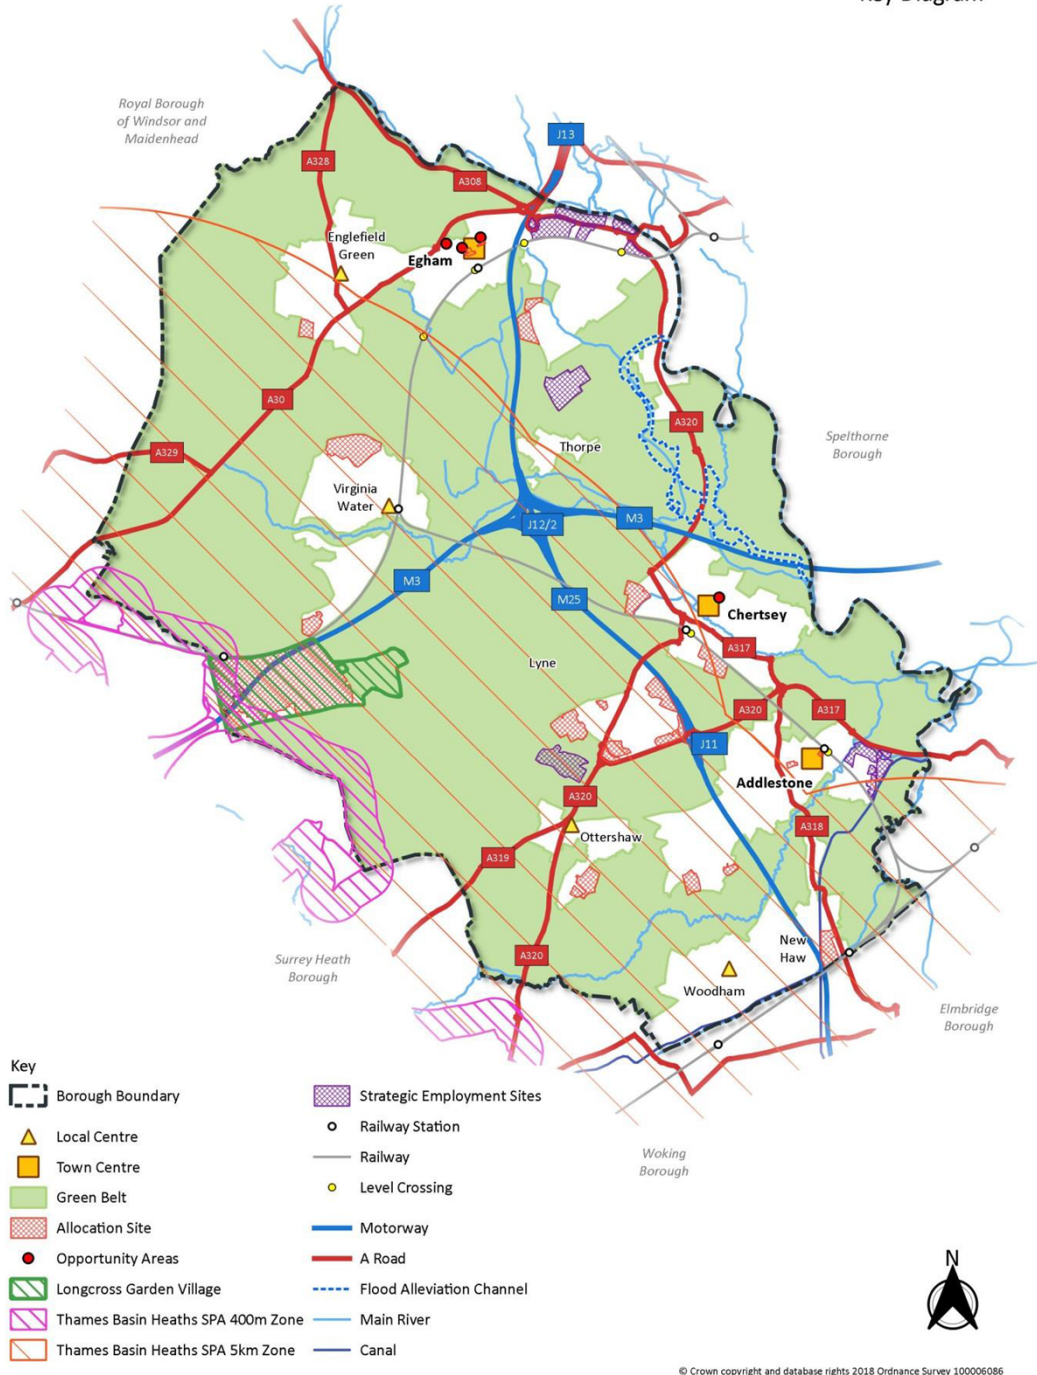 Key Diagram
Royal Borough
of Windsor and
Maidenhead
J13
A328
A308
Englefield
Green
Egham
A30
A320
A329
Thorpe
Spelthorne
Borough
Virginia
Water
J12/2
M3
M3
M25
Chertsey
A317
Lyne
A320
A317
J11
Addlestone
A320
A318
Ottershaw
A319
New
Haw
A320
Surrey Heath
Borough
Woodham
Elmbridge
Borough
Woking
Borough
Key
Borough Boundary
Local Centre
Town Centre
Green Belt
Allocation Site
Opportunity Areas
Longcross Garden Village
Thames Basin Heaths SPA 400m Zone
Thames Basin Heaths SPA 5km Zone
Strategic Employment Sites
Railway Station
Railway
Level Crossing
Motorway
A Road
Flood Alleviation Channel
Main River
Canal
N
© Crown copyright and database rights 2018 Ordnance Survey 100006086